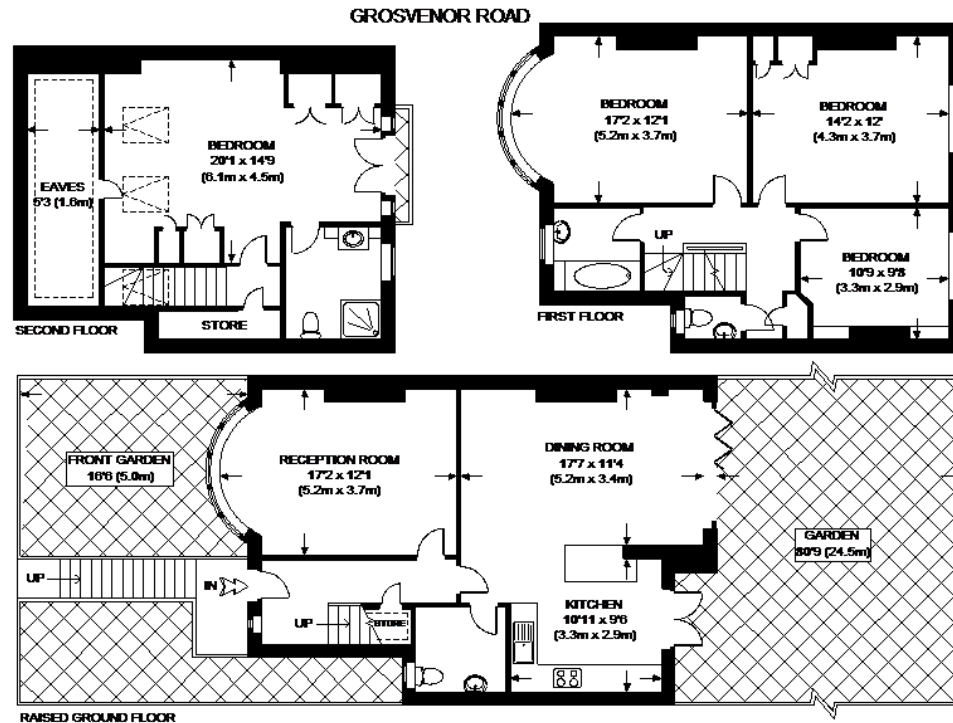 GROSVENOR ROAD
BEDROOM
20'1 x 14'9
(6.1m x 4.5m)
EAVES
5'3 (1.6m)
STORE
SECOND FLOOR
BEDROOM
17'2 x 12'1
(5.2m x 3.7m)
BEDROOM
14'2 x 12'
(4.3m x 3.7m)
UP
BEDROOM
10'9 x 9'8
(3.3m x 2.9m)
FIRST FLOOR
FRONT GARDEN
16'6 (5.0m)
RECEPTION ROOM
17'2 x 12'1
(5.2m x 3.7m)
DINING ROOM
17'7 x 11'4
(5.2m x 3.4m)
GARDEN
80'9 (24.5m)
UP
IN
UP
STORE
KITCHEN
10'11 x 9'6
(3.3m x 2.9m)
RAISED GROUND FLOOR